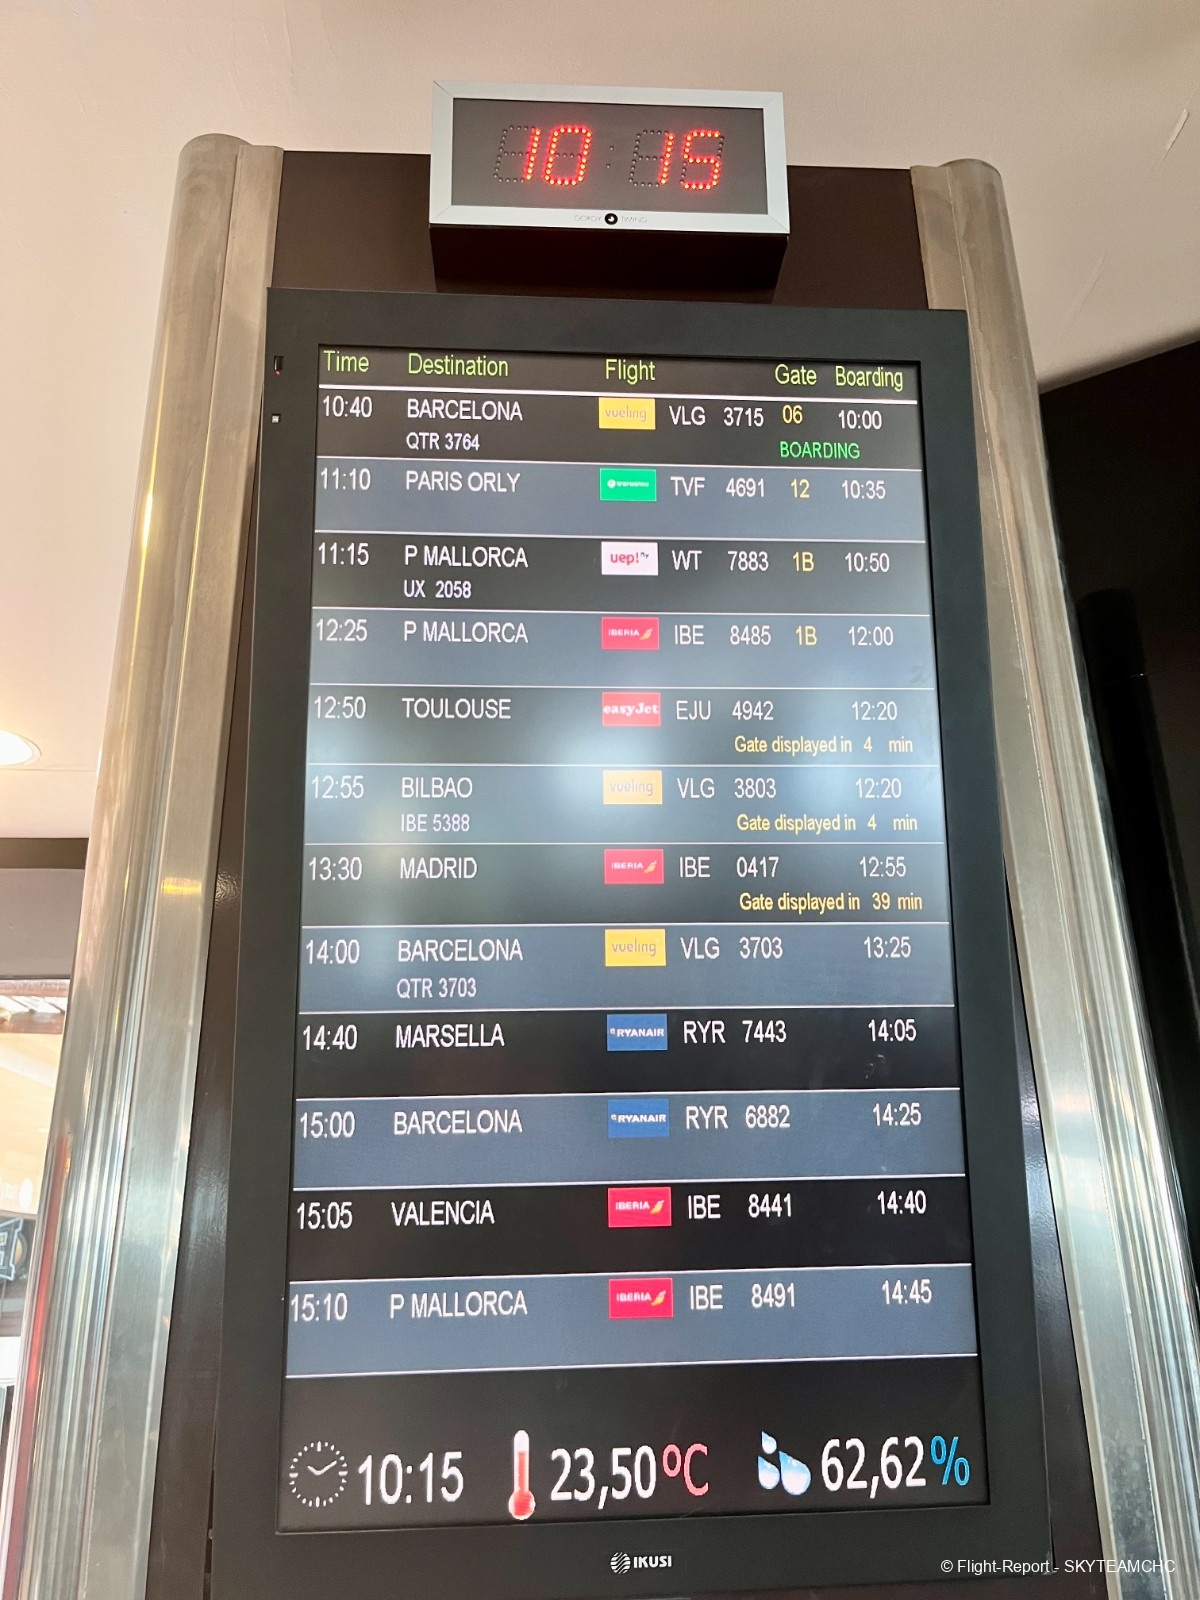 10:15
GORGY TIMING
Time Destination Flight Gate Boarding
10:40 BARCELONA vueling VLG 3715 06 10:00
QTR 3764 BOARDING
11:10 PARIS ORLY TVF 4691 12 10:35
11:15 P MALLORCA uep!fly WT 7883 1B 10:50
UX 2058
12:25 P MALLORCA IBERIA IBE 8485 1B 12:00
12:50 TOULOUSE easyJet EJU 4942 12:20
Gate displayed in 4 min
12:55 BILBAO vueling VLG 3803 12:20
IBE 5388 Gate displayed in 4 min
13:30 MADRID IBERIA IBE 0417 12:55
Gate displayed in 39 min
14:00 BARCELONA vueling VLG 3703 13:25
QTR 3703
14:40 MARSELLA RYANAIR RYR 7443 14:05
15:00 BARCELONA RYANAIR RYR 6882 14:25
15:05 VALENCIA IBERIA IBE 8441 14:40
15:10 P MALLORCA IBERIA IBE 8491 14:45
10:15 23,50ºC 62,62%
IKUSI
© Flight-Report - SKYTEAMCHC